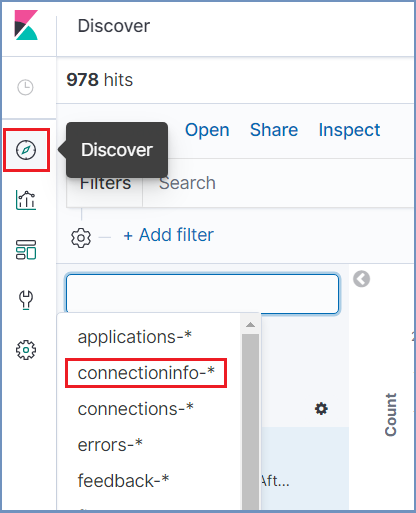 Discover
978 hits
Open Share Inspect
Discover
Filters Search
+ Add filter
applications-*
connectioninfo-*
connections-*
errors-*
feedback-*
Aft...
Count